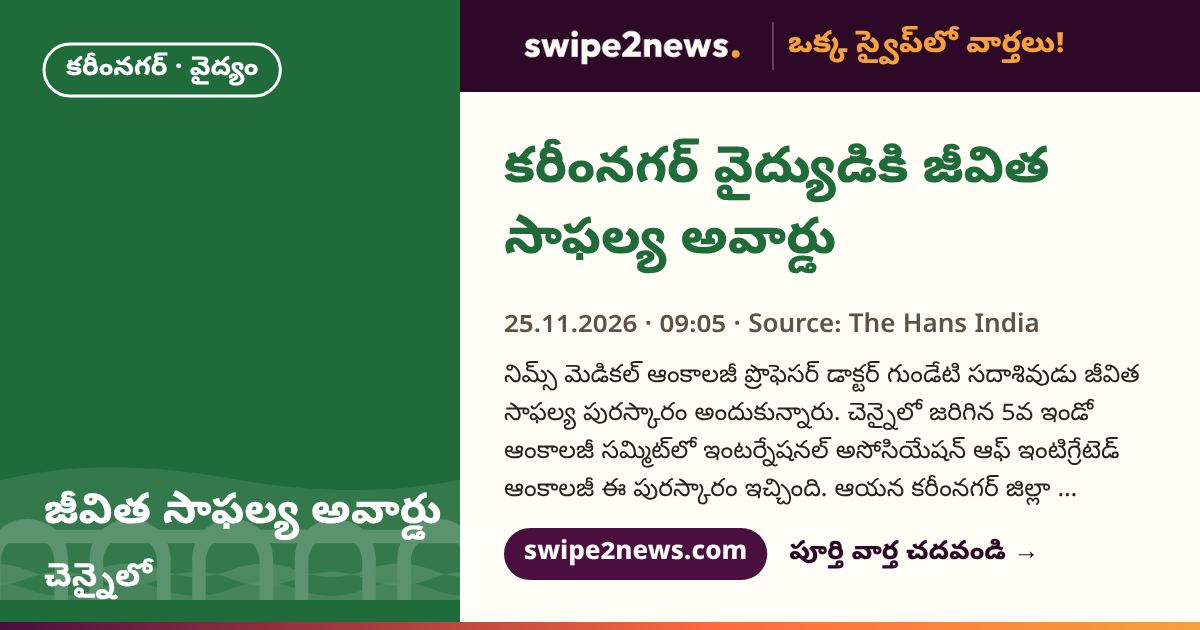 కరీంనగర్ · వైద్యం
జీవిత సాఫల్య అవార్డు
చెన్నైలో
swipe2news.
ఒక్క స్వైప్‌లో వార్తలు!
కరీంనగర్ వైద్యుడికి జీవిత
సాఫల్య అవార్డు
25.11.2026 · 09:05 · Source: The Hans India
నిమ్స్ మెడికల్ ఆంకాలజీ ప్రొఫెసర్ డాక్టర్ గుండేటి సదాశివుడు జీవిత
సాఫల్య పురస్కారం అందుకున్నారు. చెన్నైలో జరిగిన 5వ ఇండో
ఆంకాలజీ సమ్మిట్‌లో ఇంటర్నేషనల్ అసోసియేషన్ ఆఫ్ ఇంటిగ్రేటెడ్
ఆంకాలజీ ఈ పురస్కారం ఇచ్చింది. ఆయన కరీంనగర్ జిల్లా ...
swipe2news.com
పూర్తి వార్త చదవండి →